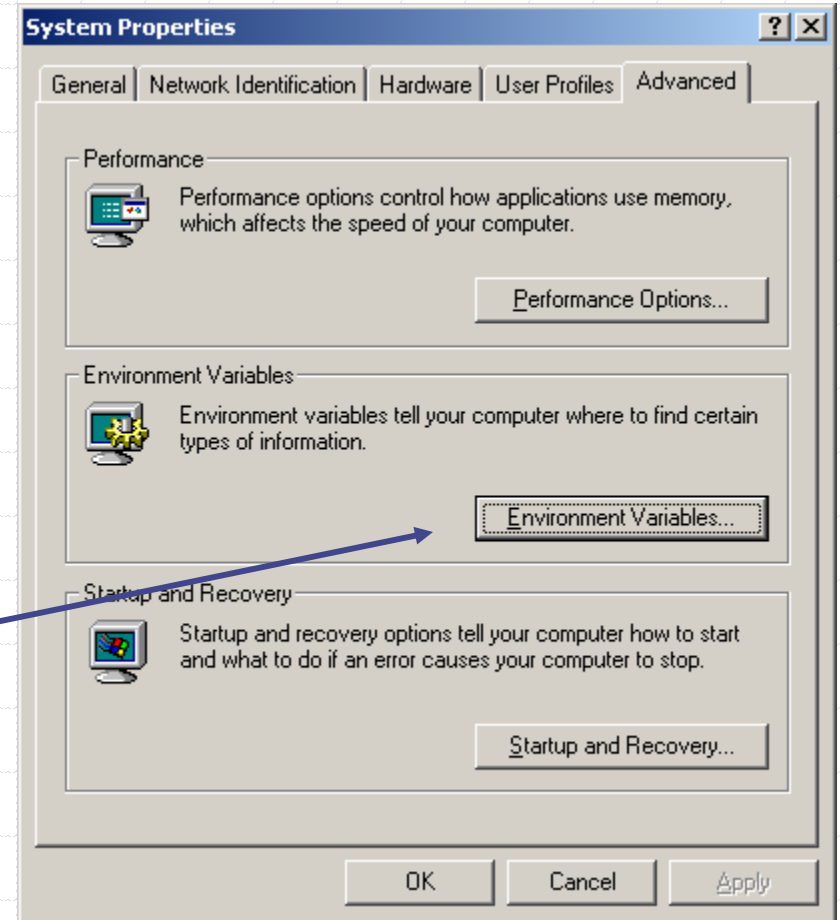 System Properties
General Network Identification Hardware User Profiles Advanced
Performance
Performance options control how applications use memory,
which affects the speed of your computer.
Performance Options...
Environment Variables
Environment variables tell your computer where to find certain
types of information.
Environment Variables...
Startup and Recovery
Startup and recovery options tell your computer how to start
and what to do if an error causes your computer to stop.
Startup and Recovery...
OK Cancel Apply